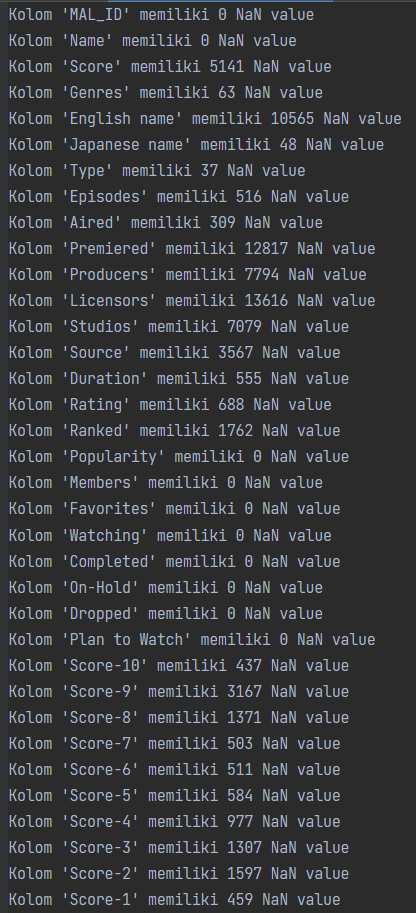 Kolom 'MAL_ID' memiliki 0 NaN value
Kolom 'Name' memiliki 0 NaN value
Kolom 'Score' memiliki 5141 NaN value
Kolom 'Genres' memiliki 63 NaN value
Kolom 'English name' memiliki 10565 NaN value
Kolom 'Japanese name' memiliki 48 NaN value
Kolom 'Type' memiliki 37 NaN value
Kolom 'Episodes' memiliki 516 NaN value
Kolom 'Aired' memiliki 309 NaN value
Kolom 'Premiered' memiliki 12817 NaN value
Kolom 'Producers' memiliki 7794 NaN value
Kolom 'Licensors' memiliki 13616 NaN value
Kolom 'Studios' memiliki 7079 NaN value
Kolom 'Source' memiliki 3567 NaN value
Kolom 'Duration' memiliki 555 NaN value
Kolom 'Rating' memiliki 688 NaN value
Kolom 'Ranked' memiliki 1762 NaN value
Kolom 'Popularity' memiliki 0 NaN value
Kolom 'Members' memiliki 0 NaN value
Kolom 'Favorites' memiliki 0 NaN value
Kolom 'Watching' memiliki 0 NaN value
Kolom 'Completed' memiliki 0 NaN value
Kolom 'On-Hold' memiliki 0 NaN value
Kolom 'Dropped' memiliki 0 NaN value
Kolom 'Plan to Watch' memiliki 0 NaN value
Kolom 'Score-10' memiliki 437 NaN value
Kolom 'Score-9' memiliki 3167 NaN value
Kolom 'Score-8' memiliki 1371 NaN value
Kolom 'Score-7' memiliki 503 NaN value
Kolom 'Score-6' memiliki 511 NaN value
Kolom 'Score-5' memiliki 584 NaN value
Kolom 'Score-4' memiliki 977 NaN value
Kolom 'Score-3' memiliki 1307 NaN value
Kolom 'Score-2' memiliki 1597 NaN value
Kolom 'Score-1' memiliki 459 NaN value